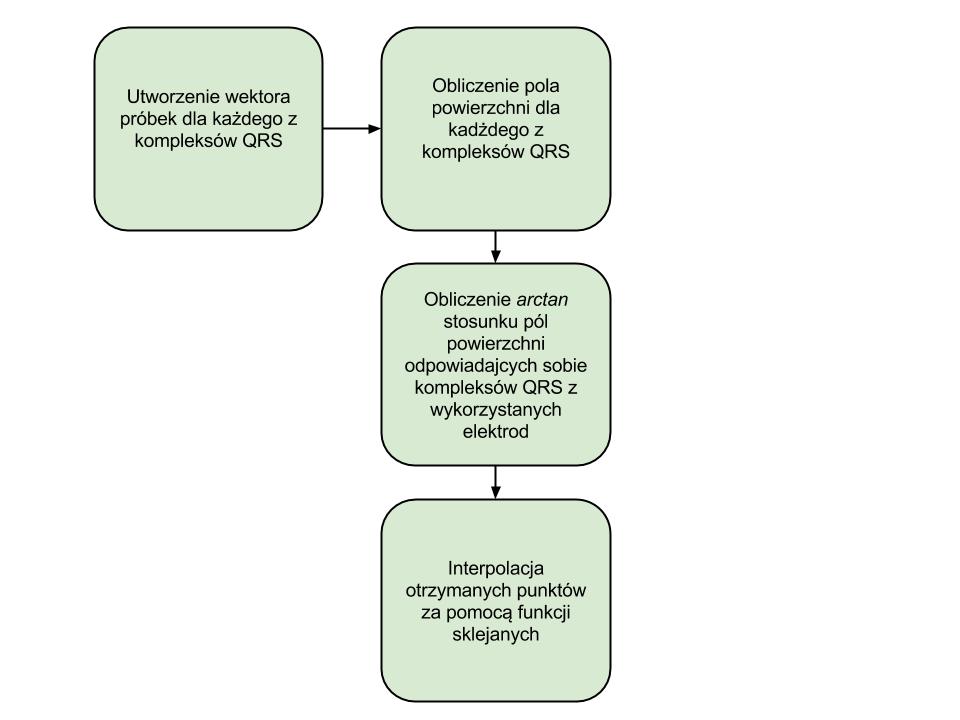 Utworzenie wektora
próbek dla każdego z
kompleksów QRS
Obliczenie pola
powierzchni dla
kadżdego z
kompleksów QRS
Obliczenie arctan
stosunku pól
powierzchni
odpowiadajcych sobie
kompleksów QRS z
wykorzystanych
elektrod
Interpolacja
otrzymanych punktów
za pomocą funkcji
sklejanych